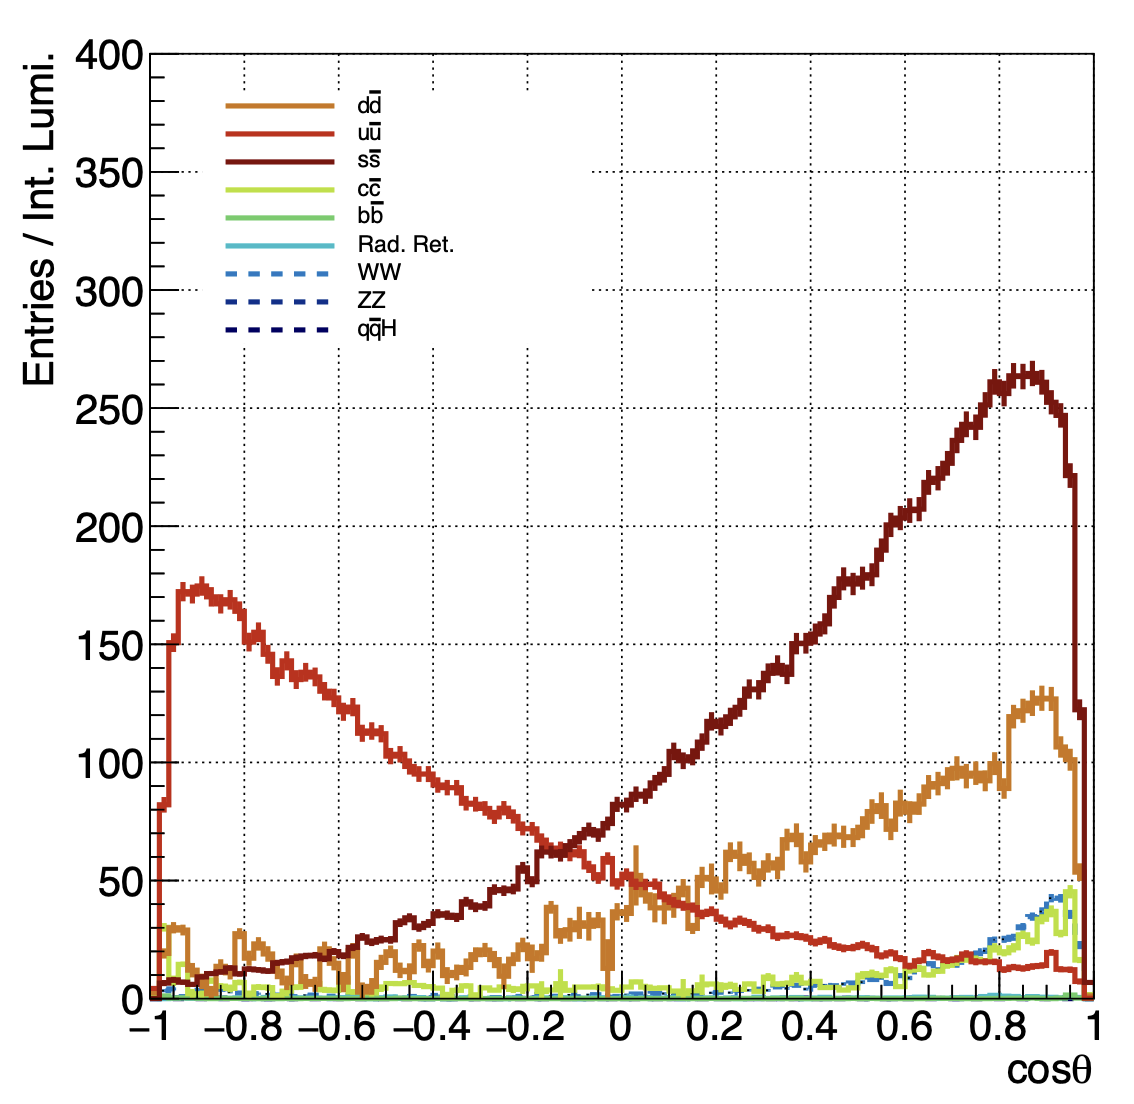 Entries / Int. Lumi.
400
350
300
250
200
150
100
50
0
dd̄
uū
ss̄
cc̄
bb̄
Rad. Ret.
WW
ZZ
qq̄H
−1 −0.8 −0.6 −0.4 −0.2 0 0.2 0.4 0.6 0.8 1
cosθ